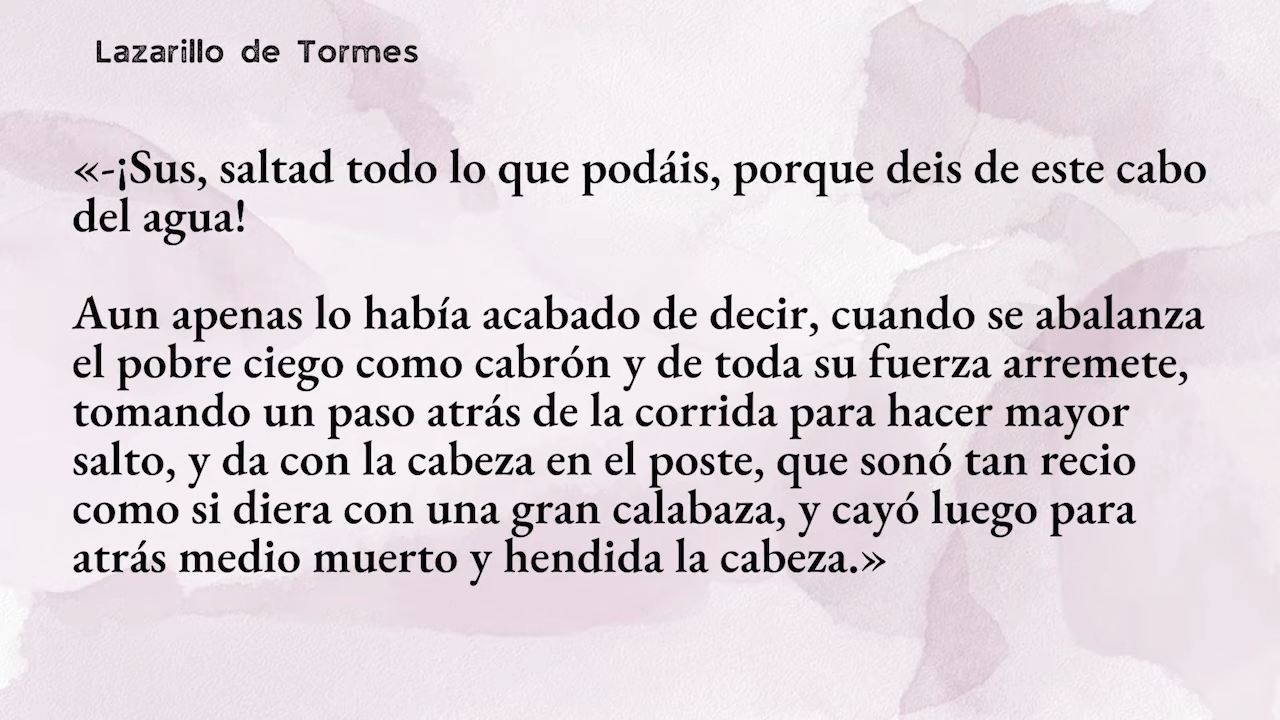 Lazarillo de Tormes
«-¡Sus, saltad todo lo que podáis, porque deis de este cabo
del agua!
Aun apenas lo había acabado de decir, cuando se abalanza
el pobre ciego como cabrón y de toda su fuerza arremete,
tomando un paso atrás de la corrida para hacer mayor
salto, y da con la cabeza en el poste, que sonó tan recio
como si diera con una gran calabaza, y cayó luego para
atrás medio muerto y hendida la cabeza.»